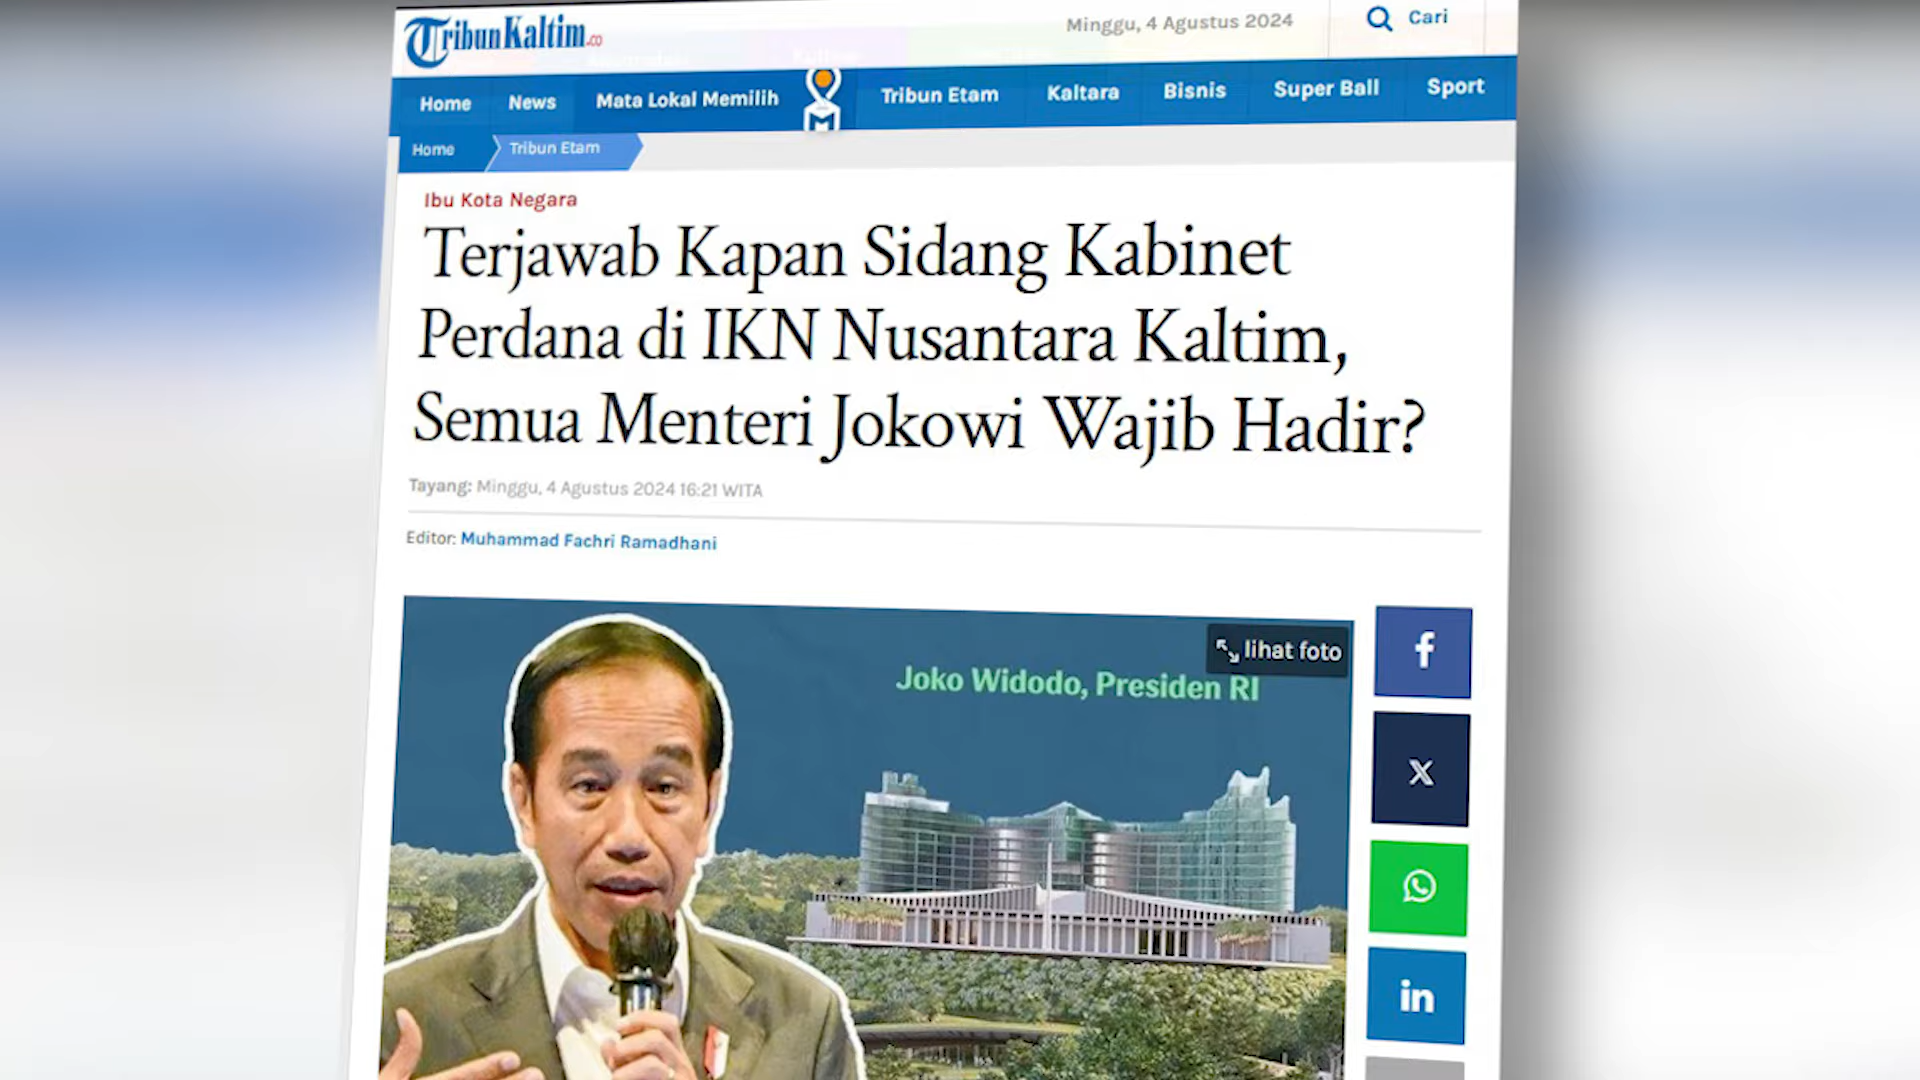 TribunKaltim.co
Minggu, 4 Agustus 2024
Cari
Home
News
Mata Lokal Memilih
Tribun Etam
Kaltara
Bisnis
Super Ball
Sport
Home
Tribun Etam
Ibu Kota Negara
Terjawab Kapan Sidang Kabinet
Perdana di IKN Nusantara Kaltim,
Semua Menteri Jokowi Wajib Hadir?
Tayang: Minggu, 4 Agustus 2024 16:21 WITA
Editor: Muhammad Fachri Ramadhani
lihat foto
Joko Widodo, Presiden RI
f
X
in